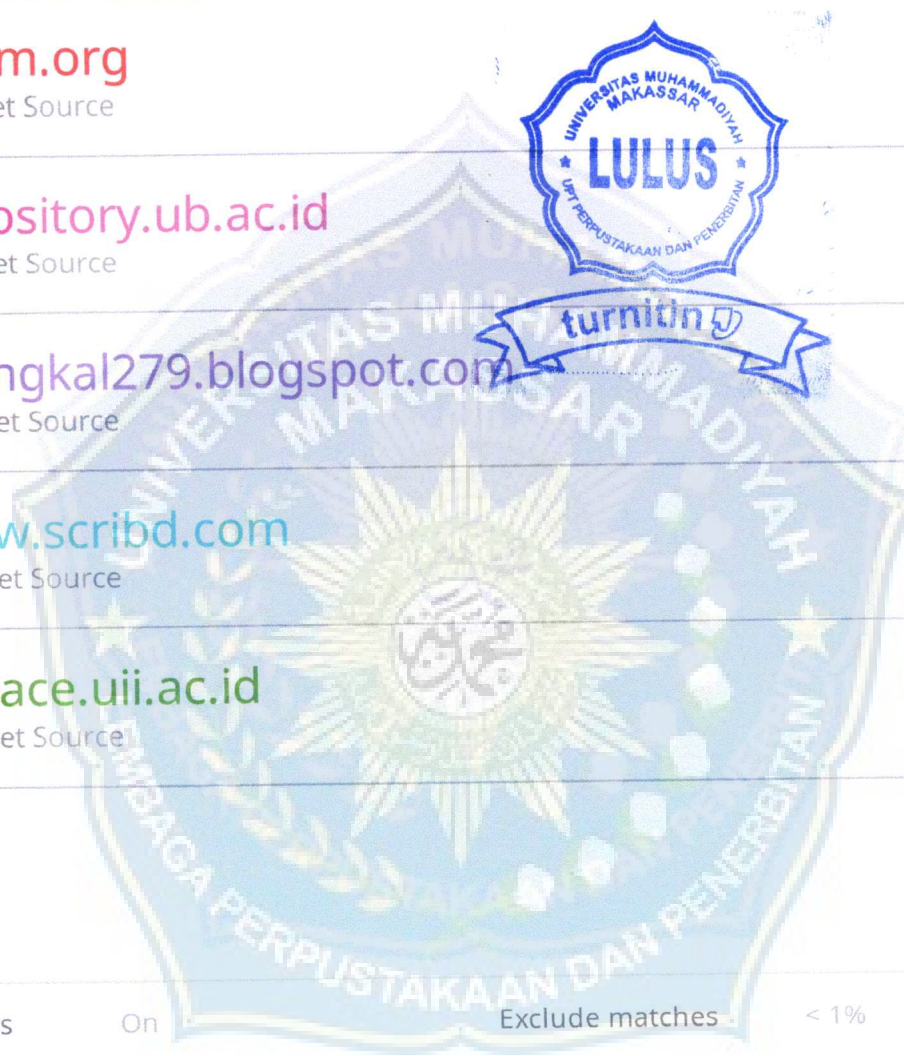 m.org
et Source
UNIVERSITAS MUHAMMADIYAH
MAKASSAR
LULUS
UPT PERPUSTAKAAN DAN PENERBITAN
turnitin
ository.ub.ac.id
et Source
ngkal279.blogspot.com
et Source
w.scribd.com
et Source
ace.uii.ac.id
et Source
UNIVERSITAS MUHAMMADIYAH
MAKASSAR
LEMBAGA PERPUSTAKAAN DAN PENERBITAN
s On Exclude matches < 1%